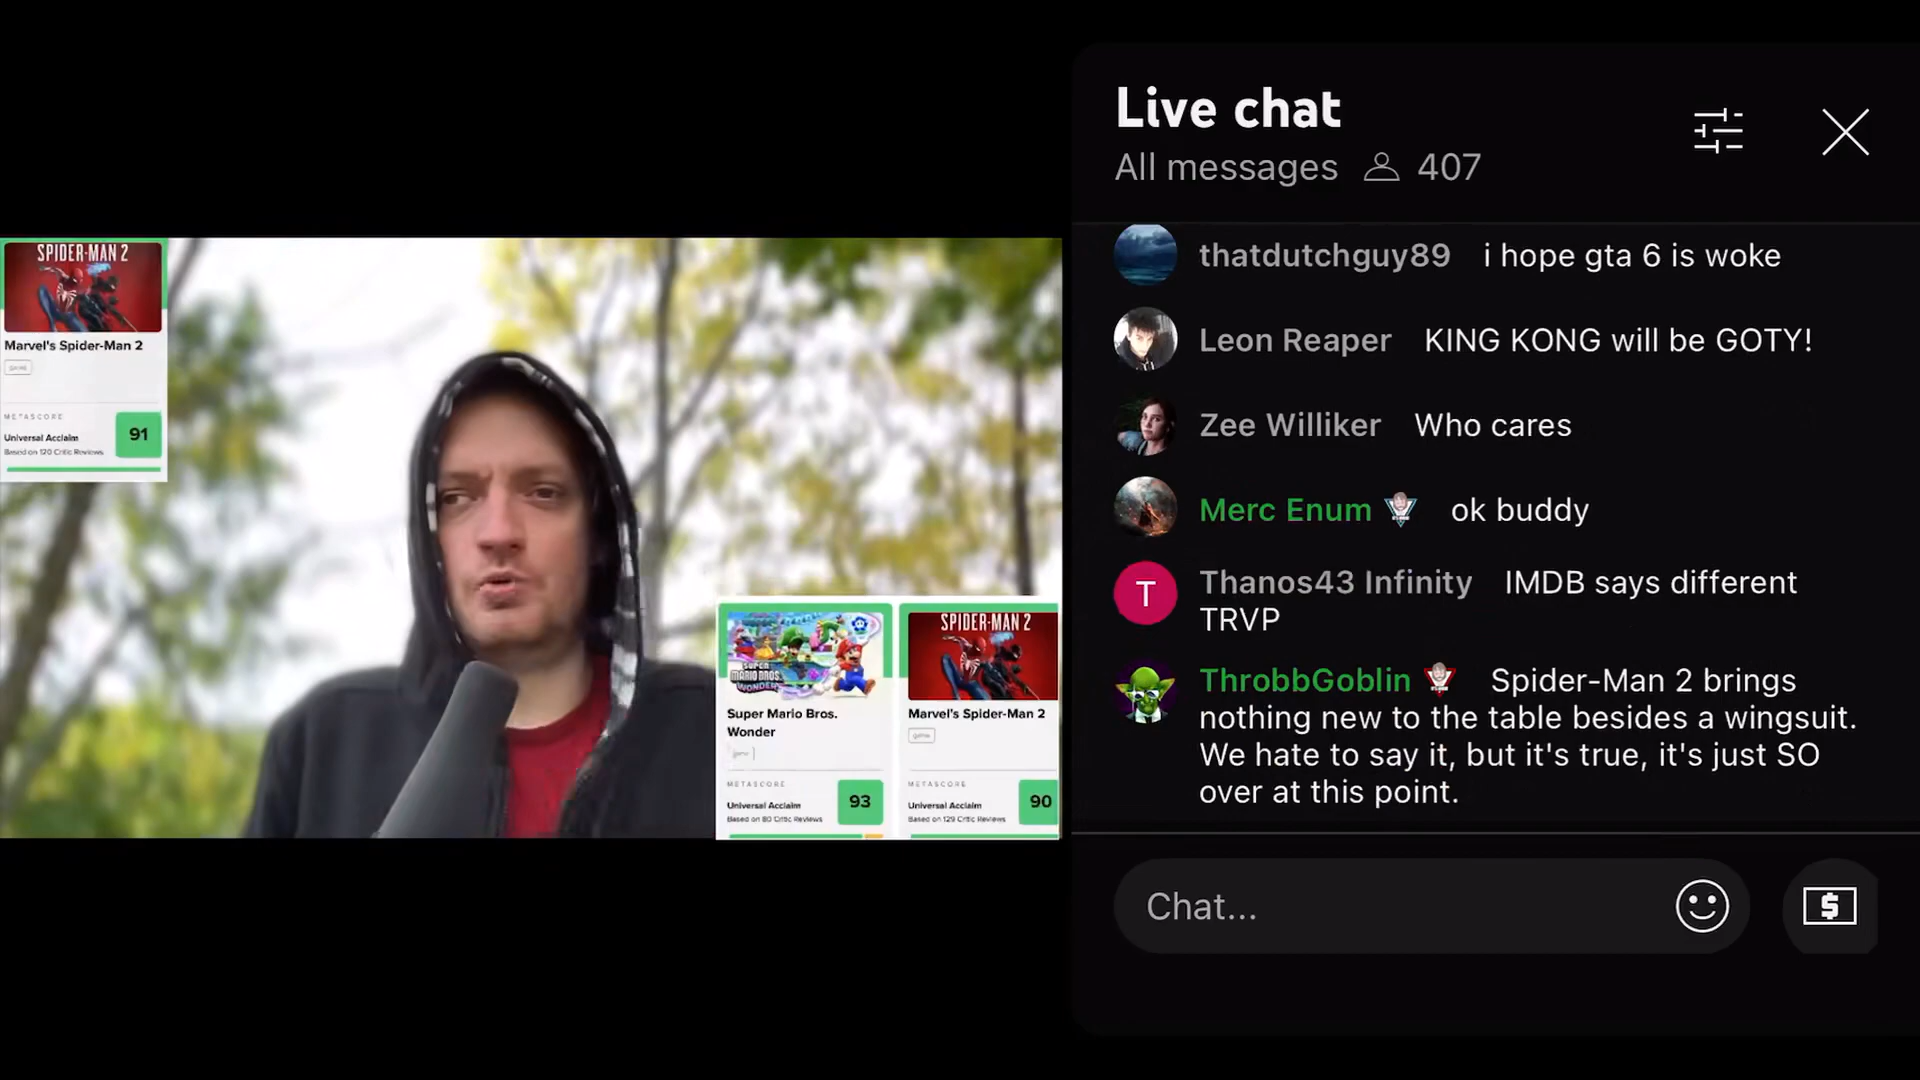 SPIDER-MAN 2
Marvel's Spider-Man 2
game
METASCORE
Universal Acclaim
Based on 120 Critic Reviews
91
SUPER
MARIO BROS.
WONDER
Super Mario Bros.
Wonder
game
METASCORE
Universal Acclaim
Based on 80 Critic Reviews
93
SPIDER-MAN 2
Marvel's Spider-Man 2
game
METASCORE
Universal Acclaim
Based on 129 Critic Reviews
90
Live chat
All messages 407
thatdutchguy89 i hope gta 6 is woke
Leon Reaper KING KONG will be GOTY!
Zee Williker Who cares
Merc Enum ok buddy
T
Thanos43 Infinity IMDB says different
TRVP
ThrobbGoblin Spider-Man 2 brings
nothing new to the table besides a wingsuit.
We hate to say it, but it's true, it's just SO
over at this point.
Chat...
$